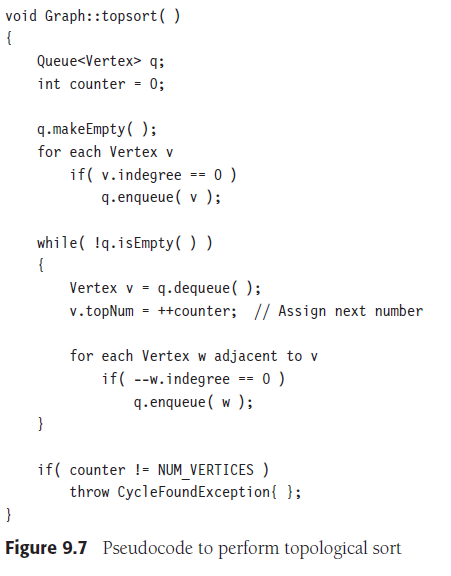 void Graph::topsort( )
{
    Queue<Vertex> q;
    int counter = 0;

    q.makeEmpty( );
    for each Vertex v
        if( v.indegree == 0 )
            q.enqueue( v );

    while( !q.isEmpty( ) )
    {
        Vertex v = q.dequeue( );
        v.topNum = ++counter;  // Assign next number

        for each Vertex w adjacent to v
            if( --w.indegree == 0 )
                q.enqueue( w );
    }

    if( counter != NUM_VERTICES )
        throw CycleFoundException{ };
}
Figure 9.7 Pseudocode to perform topological sort